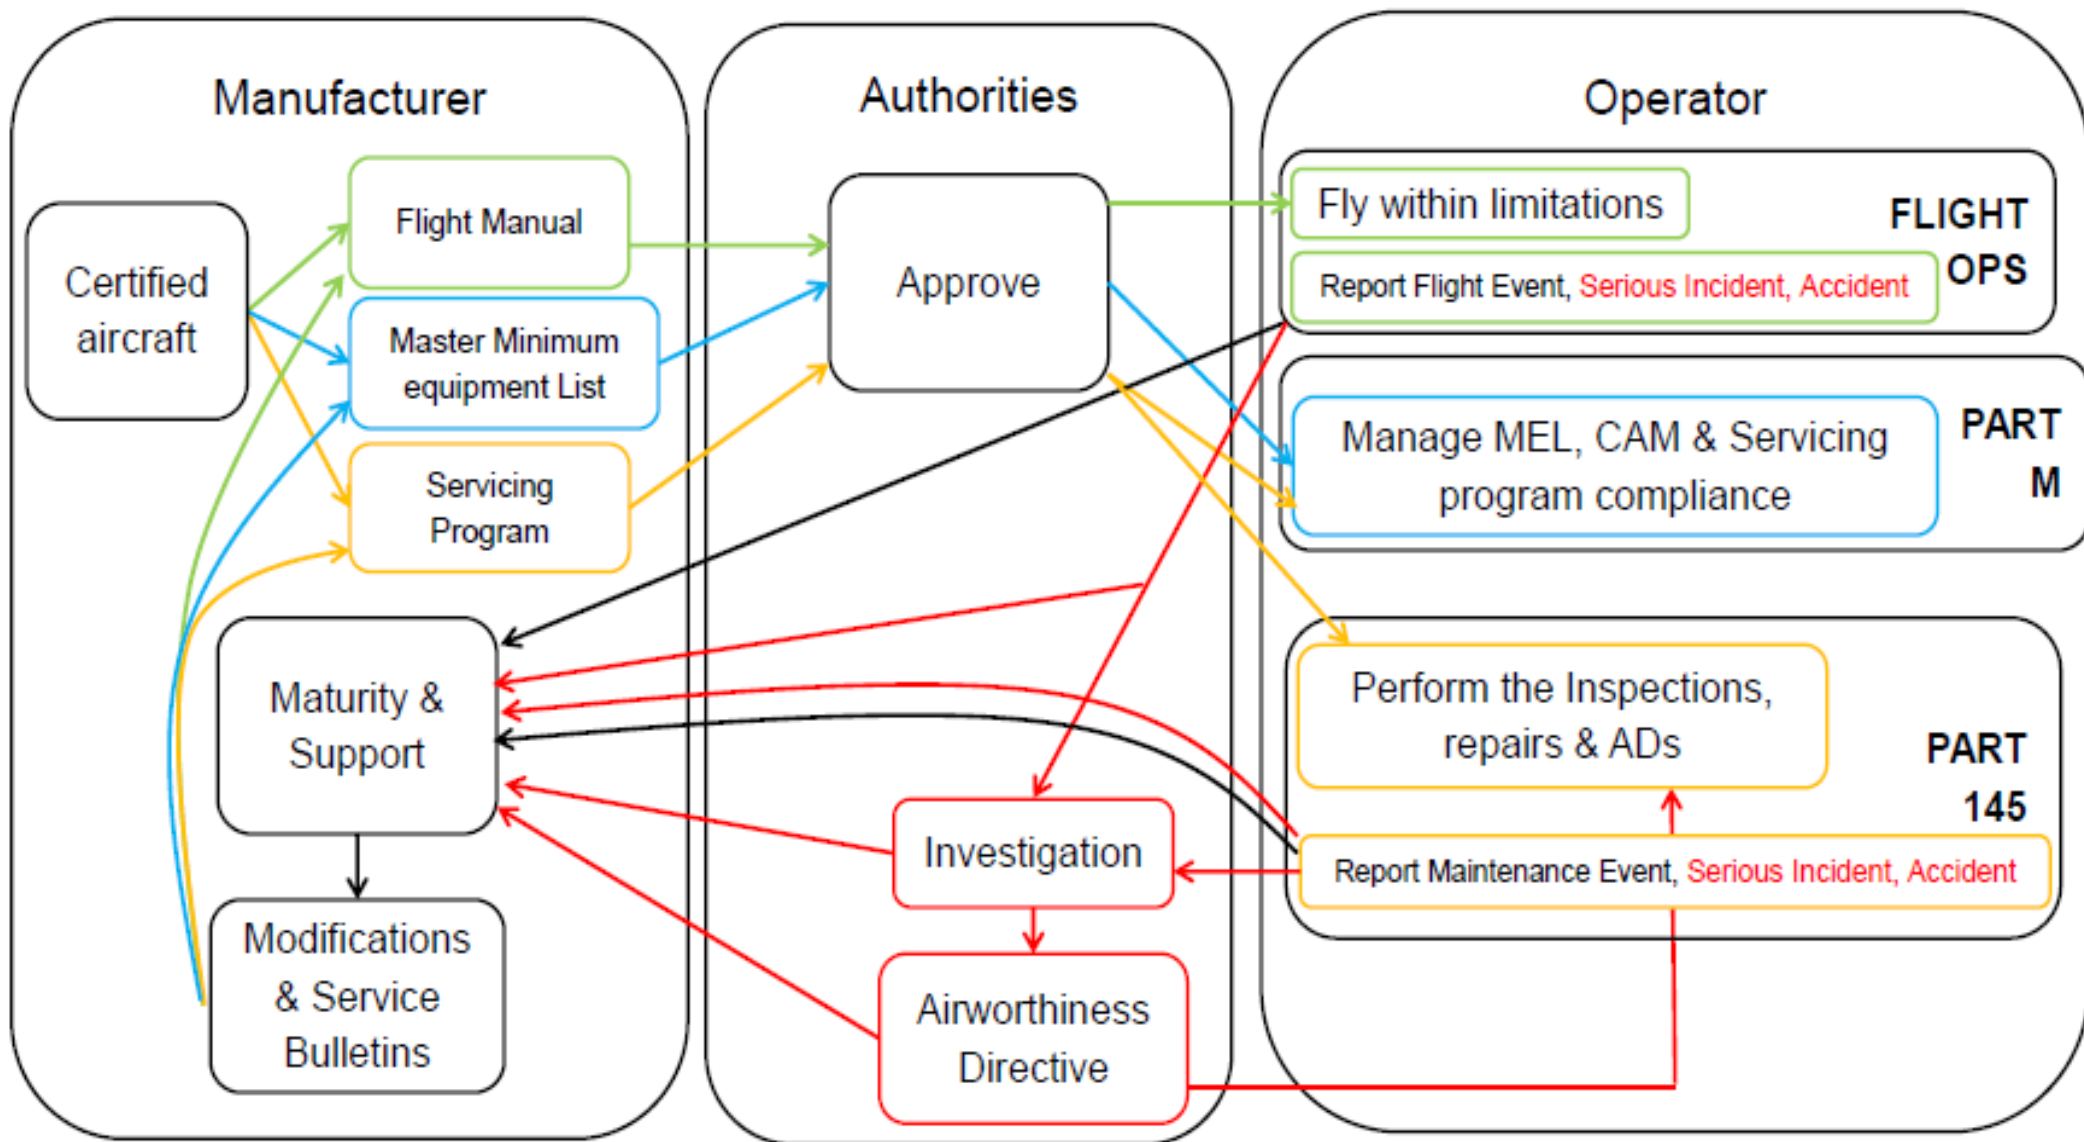 Manufacturer
Certified
aircraft
Flight Manual
Master Minimum
equipment List
Servicing
Program
Maturity &
Support
Modifications
& Service
Bulletins
Authorities
Approve
Investigation
Airworthiness
Directive
Operator
Fly within limitations
Report Flight Event, Serious Incident, Accident
FLIGHT
OPS
Manage MEL, CAM & Servicing
program compliance
PART
M
Perform the Inspections,
repairs & ADs
PART
145
Report Maintenance Event, Serious Incident, Accident